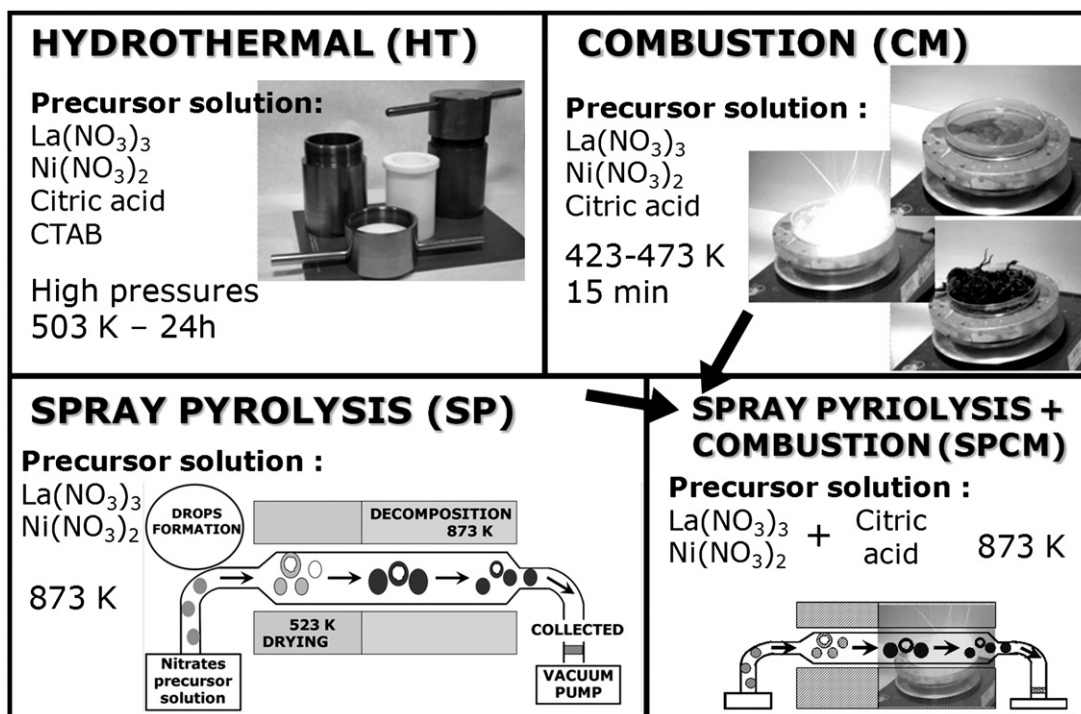 HYDROTHERMAL (HT)
Precursor solution:
La(NO₃)₃
Ni(NO₃)₂
Citric acid
CTAB
High pressures
503 K – 24h
COMBUSTION (CM)
Precursor solution :
La(NO₃)₃
Ni(NO₃)₂
Citric acid
423-473 K
15 min
SPRAY PYROLYSIS (SP)
Precursor solution :
La(NO₃)₃
Ni(NO₃)₂
873 K
DROPS
FORMATION
DECOMPOSITION
873 K
523 K
DRYING
Nitrates
precursor
solution
COLLECTED
VACUUM
PUMP
SPRAY PYRIOLYSIS +
COMBUSTION (SPCM)
Precursor solution :
La(NO₃)₃
Ni(NO₃)₂
+
Citric
acid
873 K